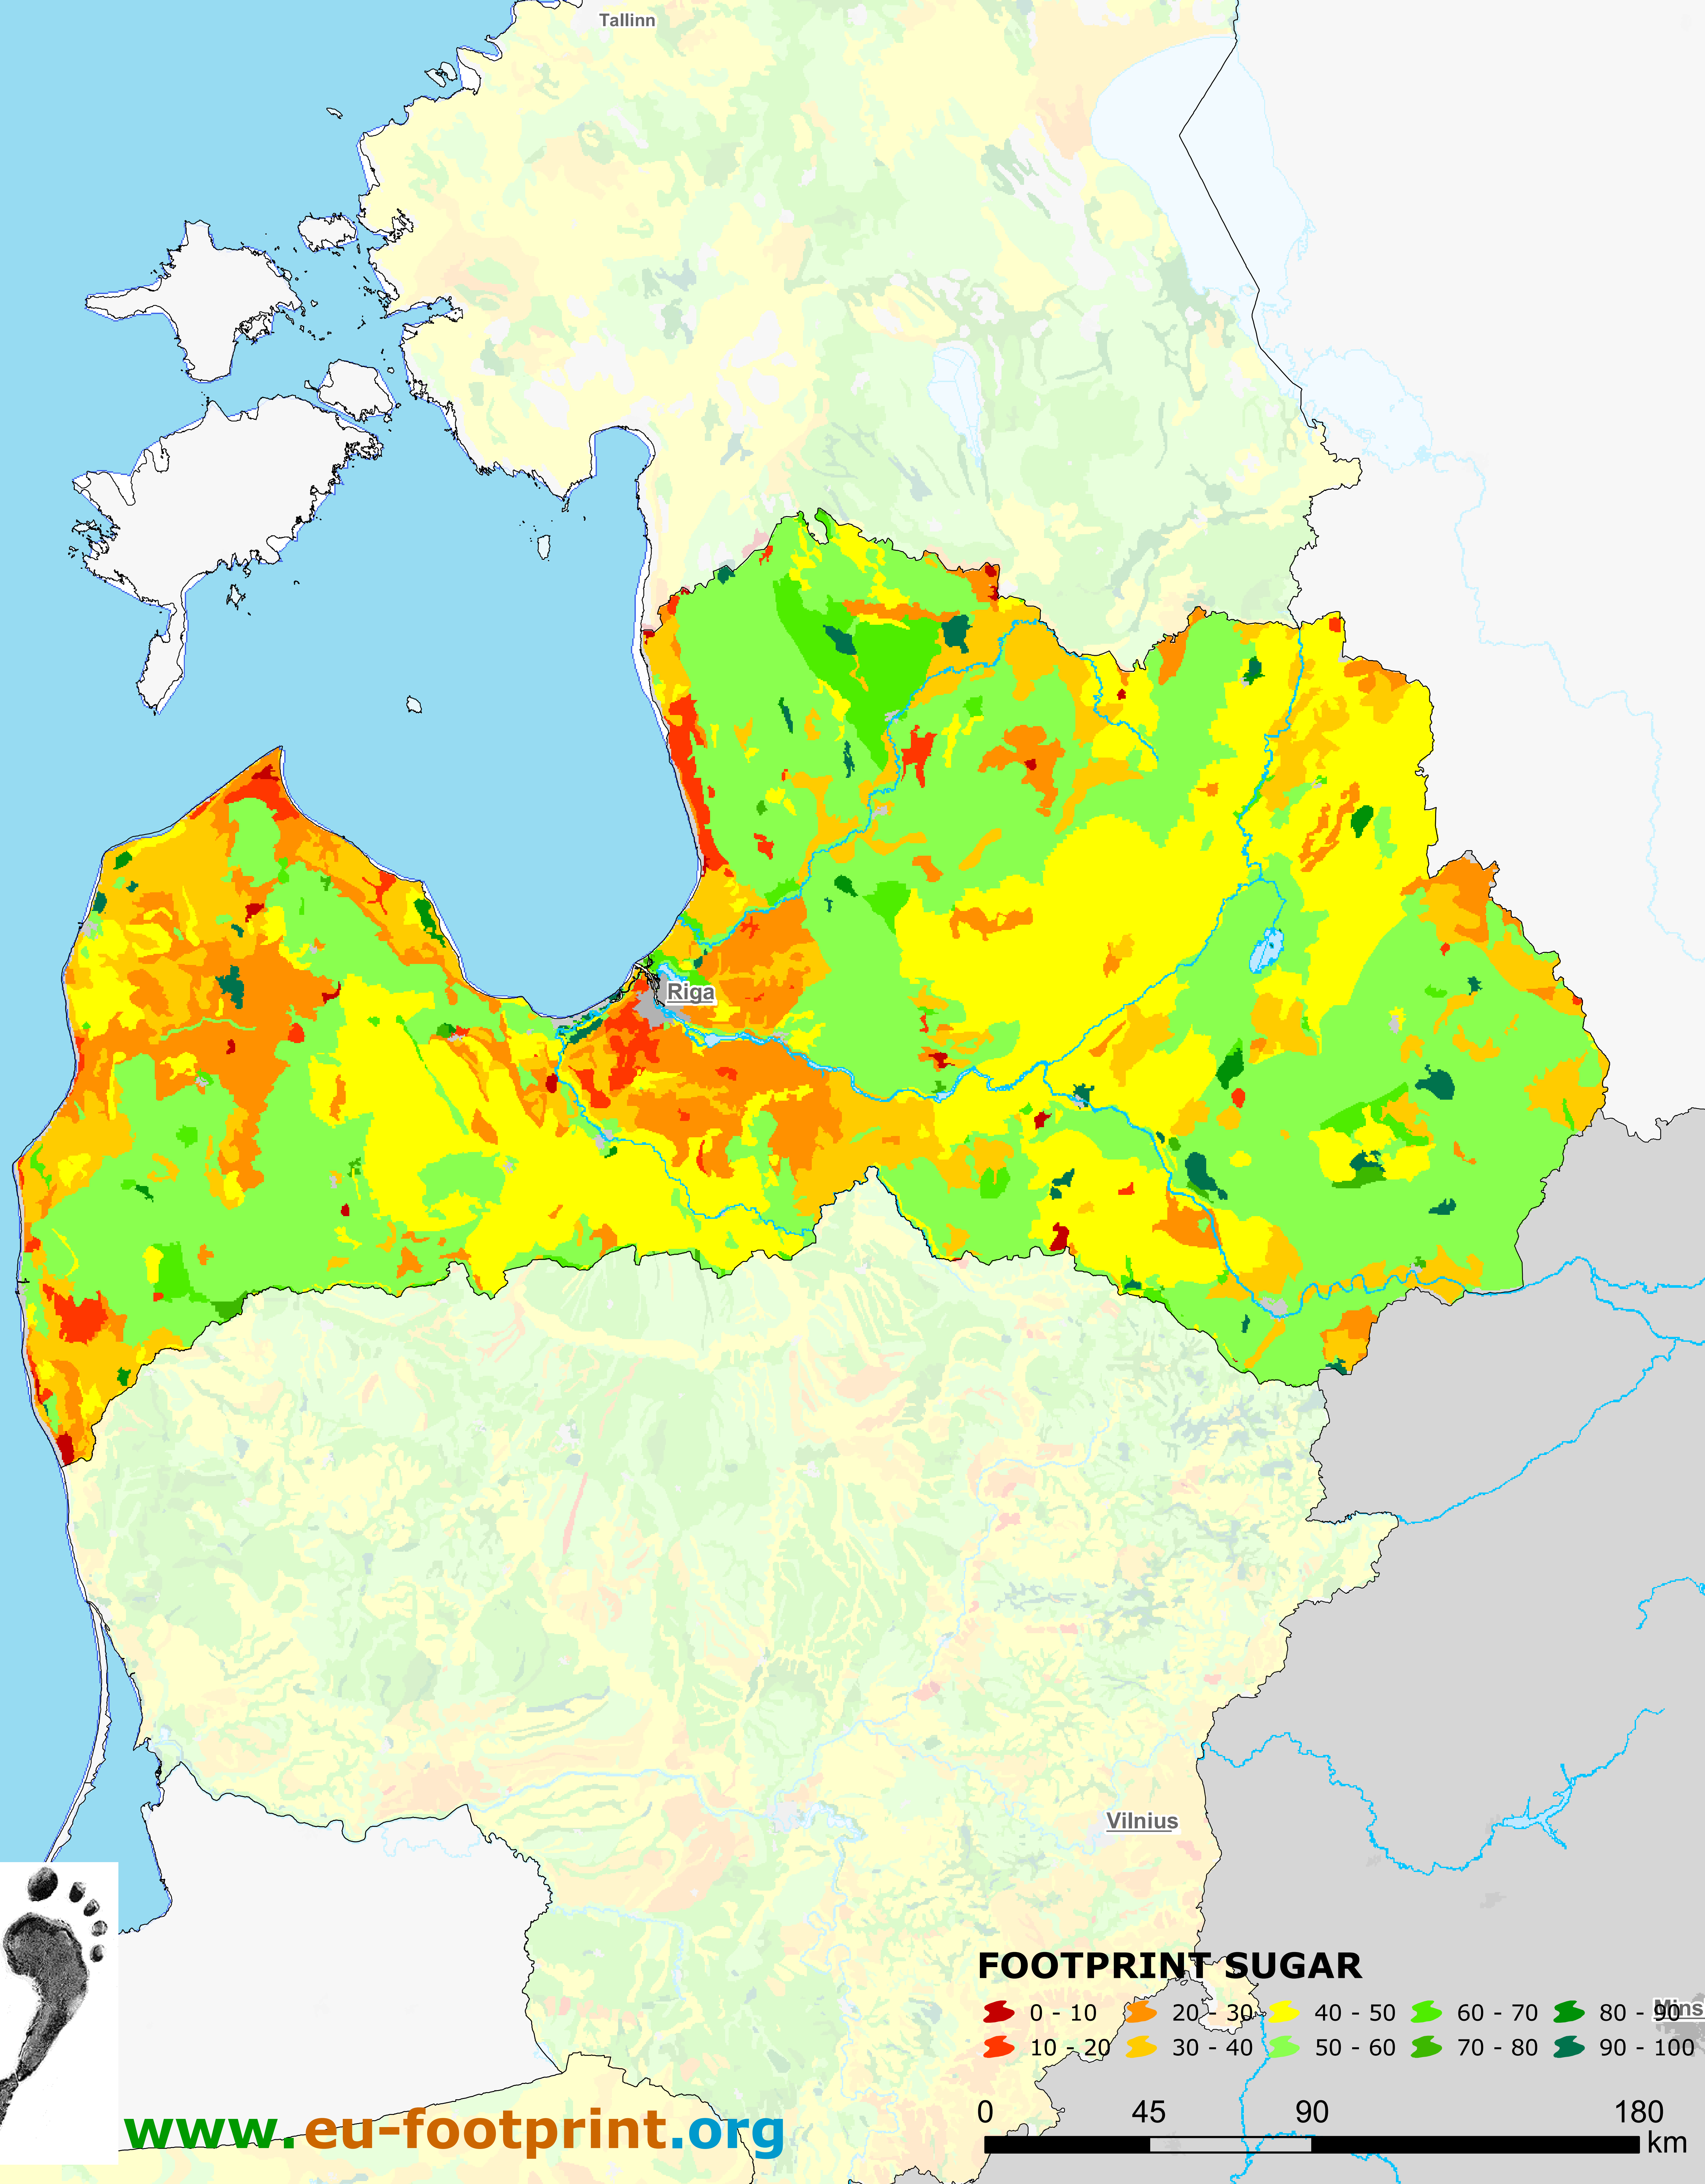 Tallinn
Riga
Vilnius
FOOTPRINT SUGAR
0 - 10 20 - 30 40 - 50 60 - 70 80 - 90
Mins
10 - 20 30 - 40 50 - 60 70 - 80 90 - 100
0 45 90 180
km
www.eu-footprint.org